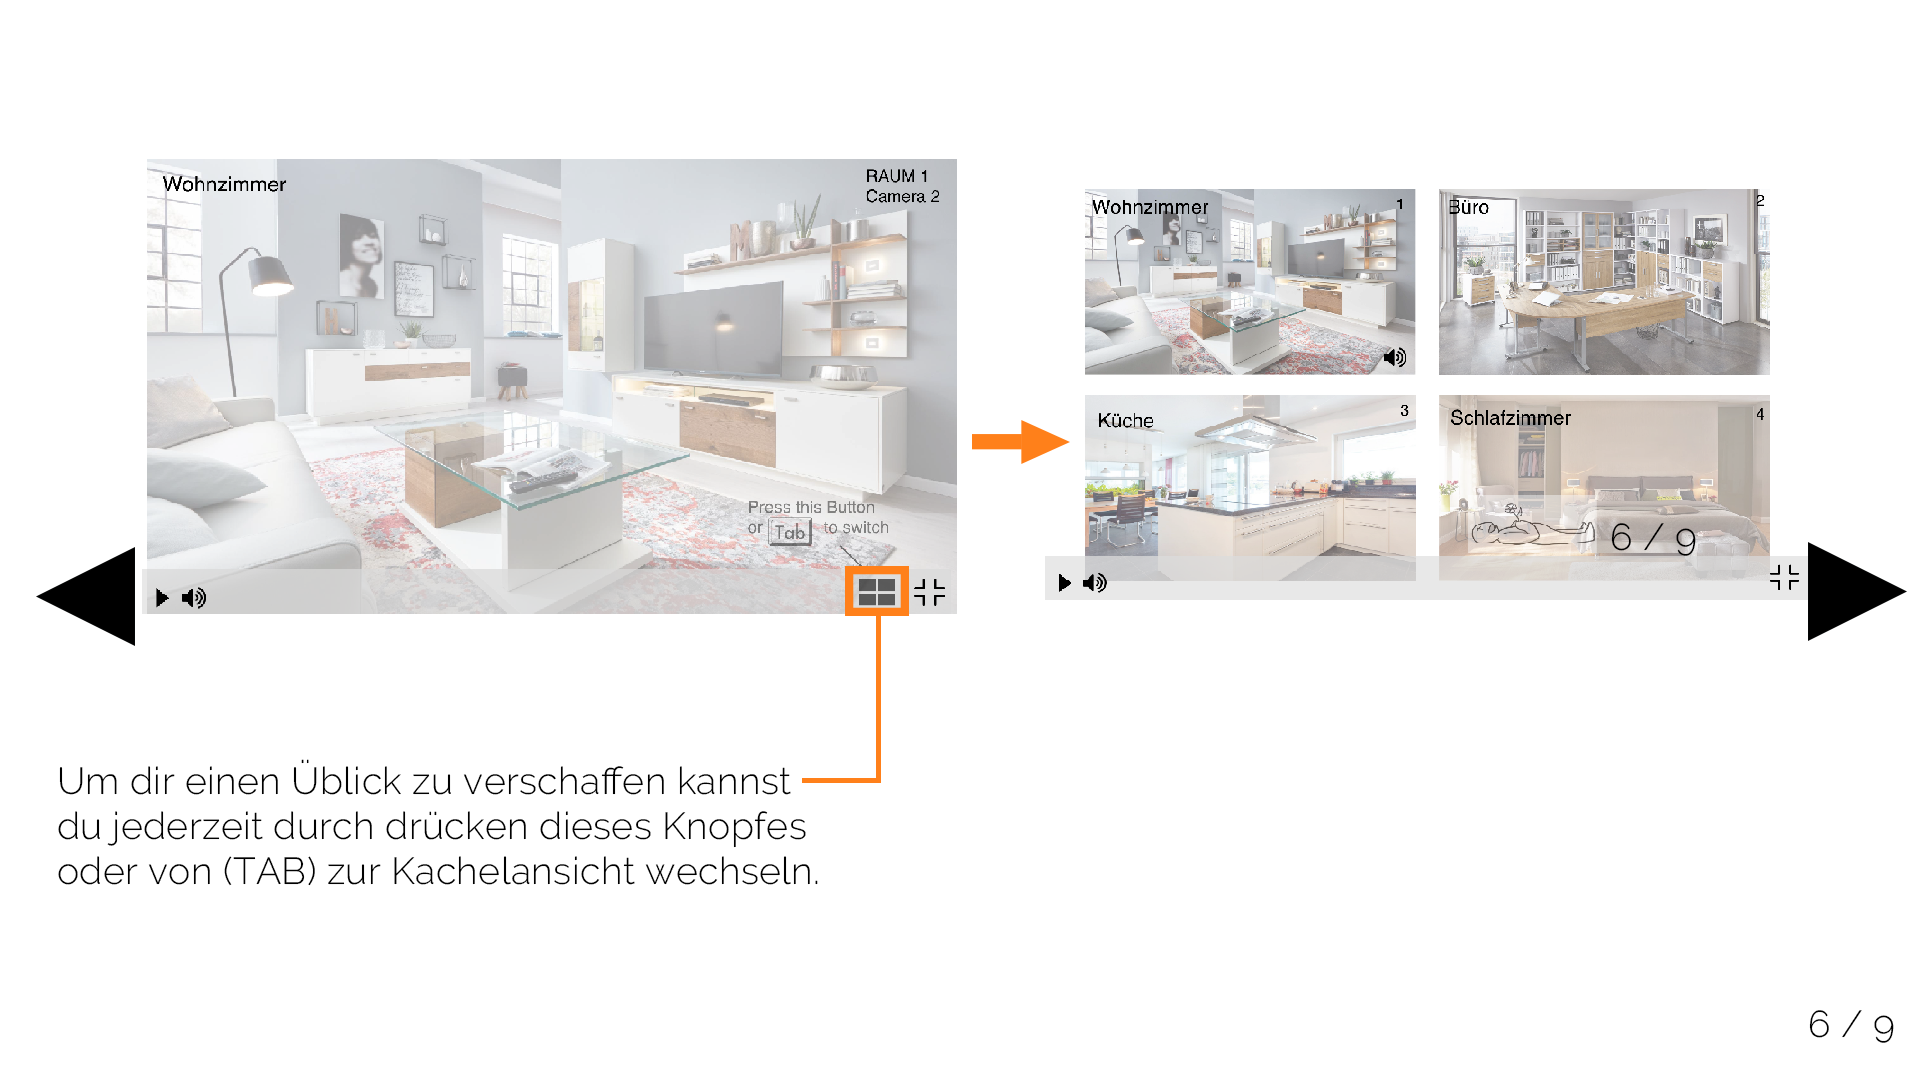 Wohnzimmer
RAUM 1
Camera 2
Press this Button
or Tab to switch
Wohnzimmer
1
Büro
2
Küche
3
Schlafzimmer
4
6 / 9
Um dir einen Üblick zu verschaffen kannst
du jederzeit durch drücken dieses Knopfes
oder von (TAB) zur Kachelansicht wechseln.
6 / 9